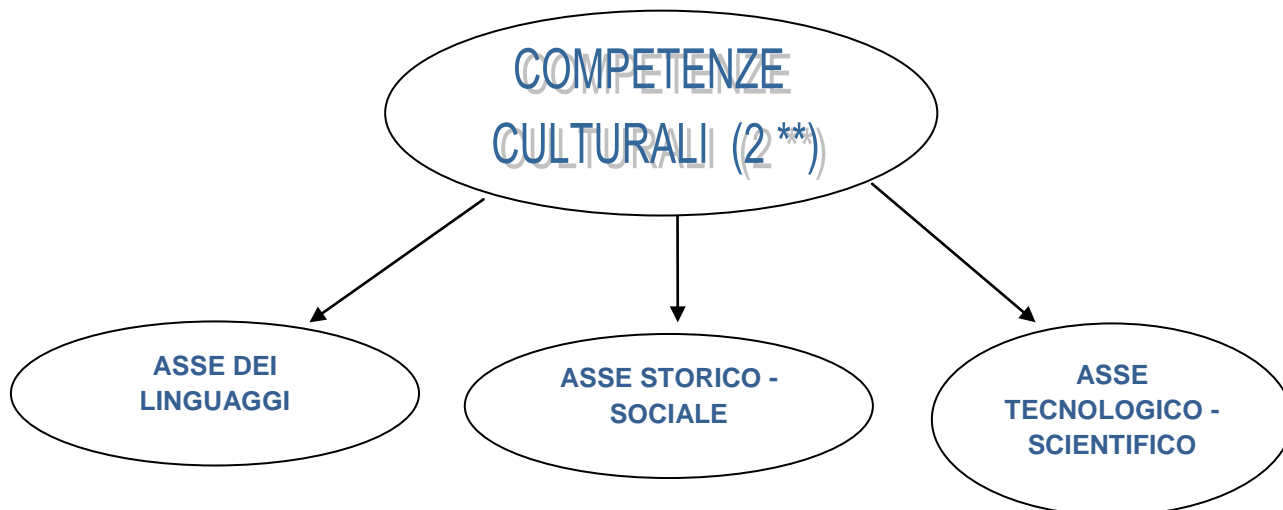 COMPETENZE
CULTURALI (2 **)
ASSE DEI
LINGUAGGI
ASSE STORICO -
SOCIALE
ASSE
TECNOLOGICO -
SCIENTIFICO